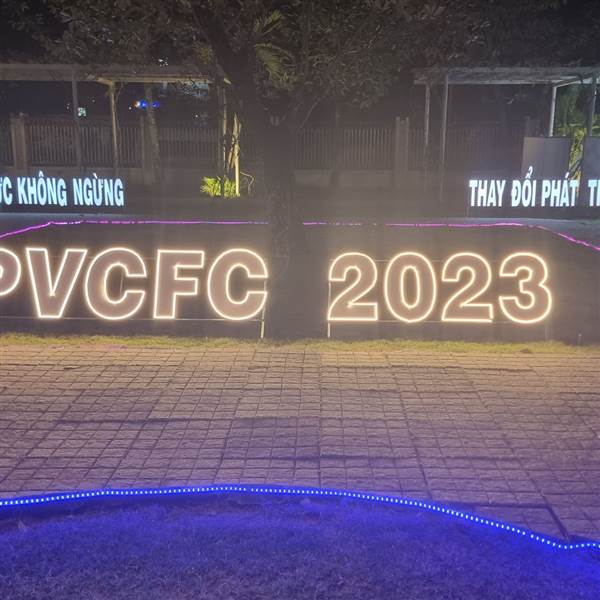 KHÔNG NGỪNG
THAY ĐỔI PHÁT
PVCFC 2023